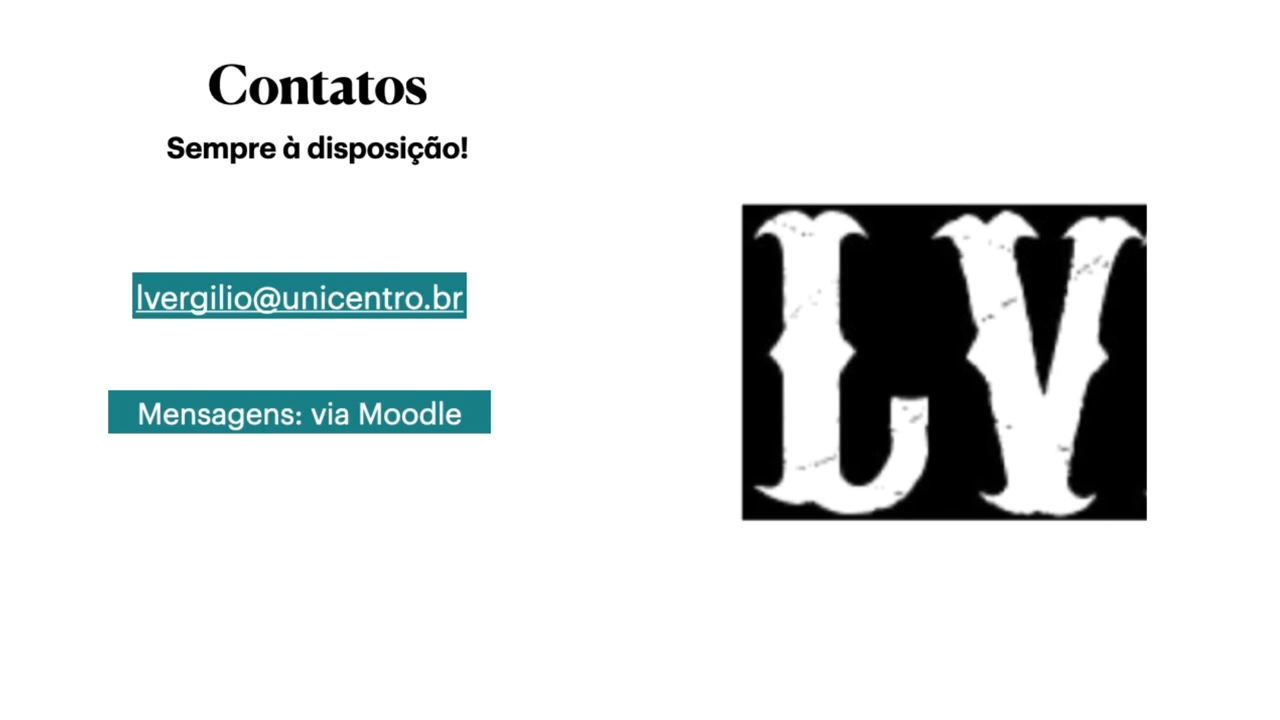 Contatos
Sempre à disposição!
lvergilio@unicentro.br
Mensagens: via Moodle
LV